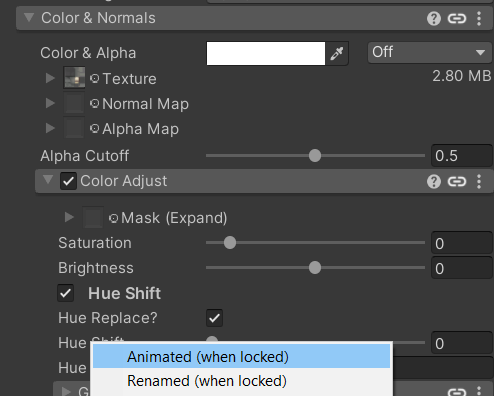 Color & Normals
Color & Alpha
Off
Texture
2.80 MB
Normal Map
Alpha Map
Alpha Cutoff
0.5
Color Adjust
Mask (Expand)
Saturation
0
Brightness
0
Hue Shift
Hue Replace?
Hue Shift
0
Animated (when locked)
Hue
Renamed (when locked)